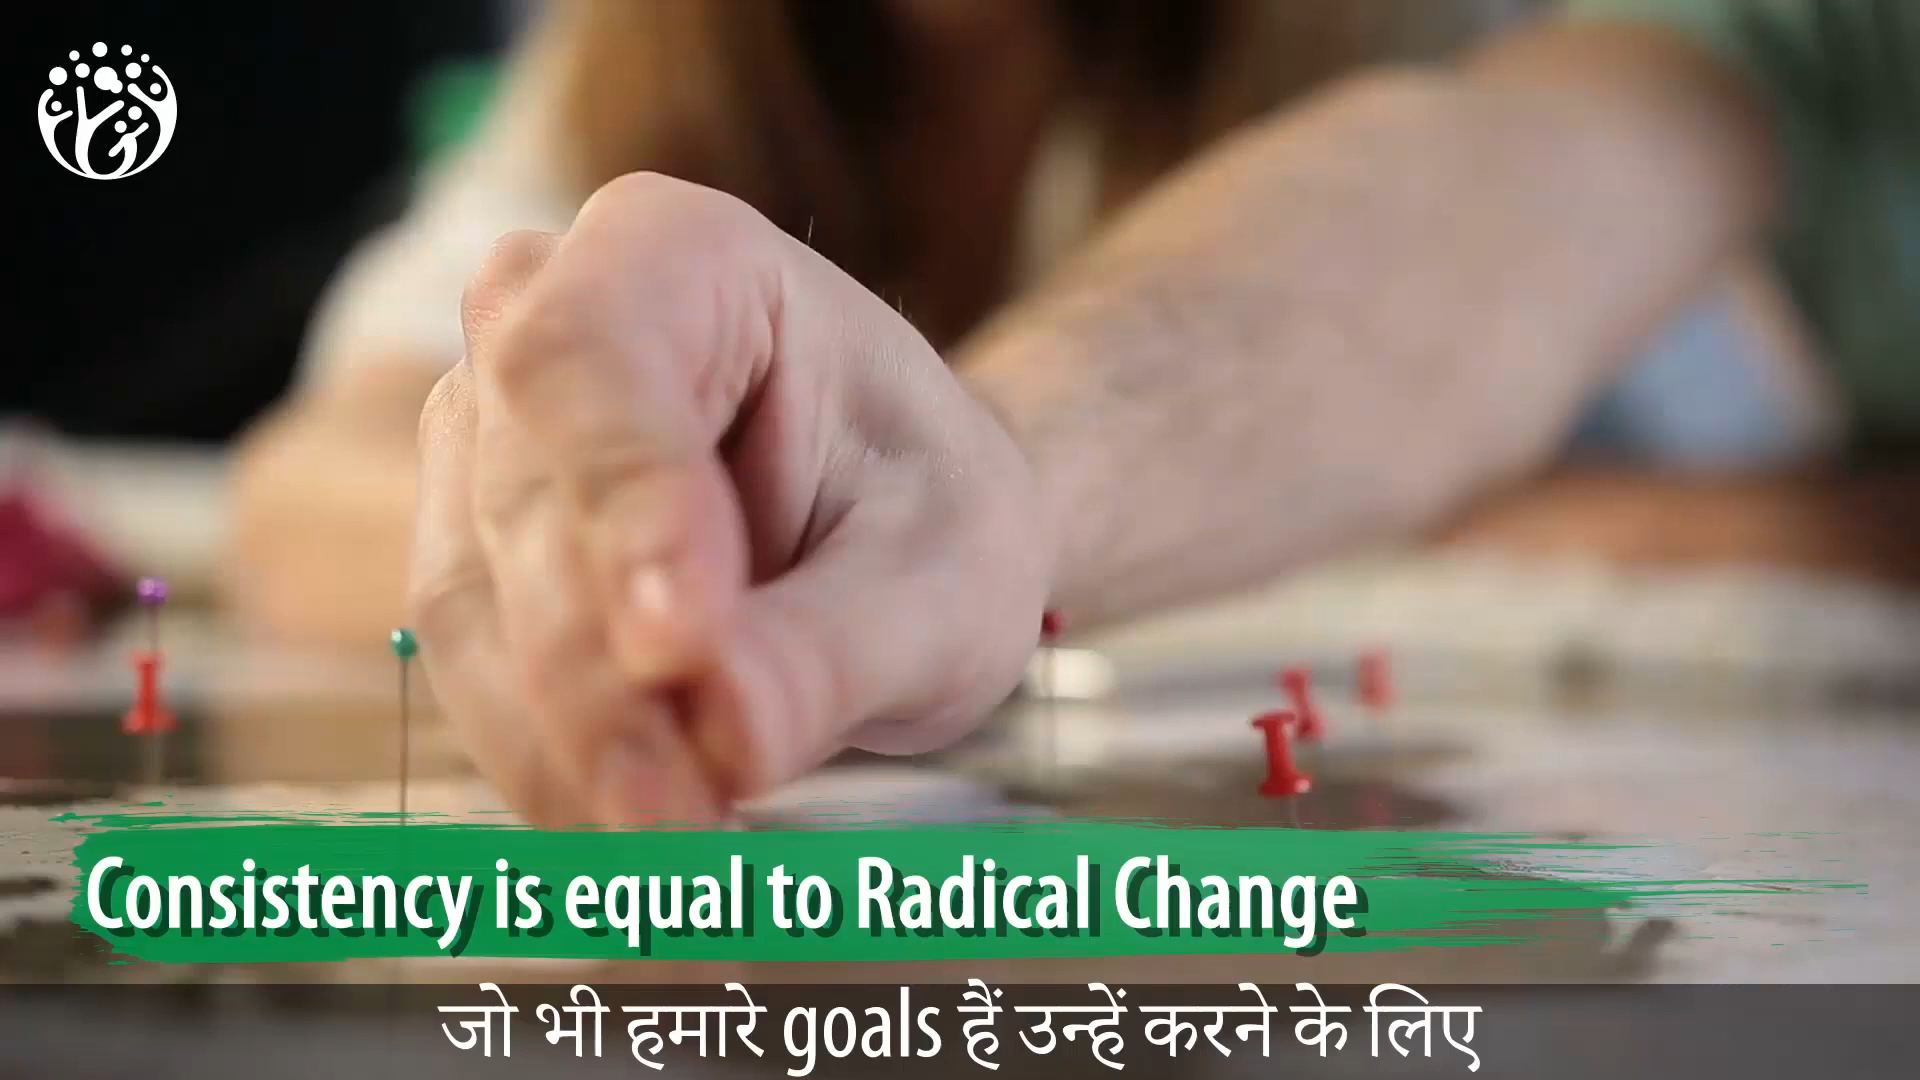 Consistency is equal to Radical Change
जो भी हमारे goals हैं उन्हें करने के लिए